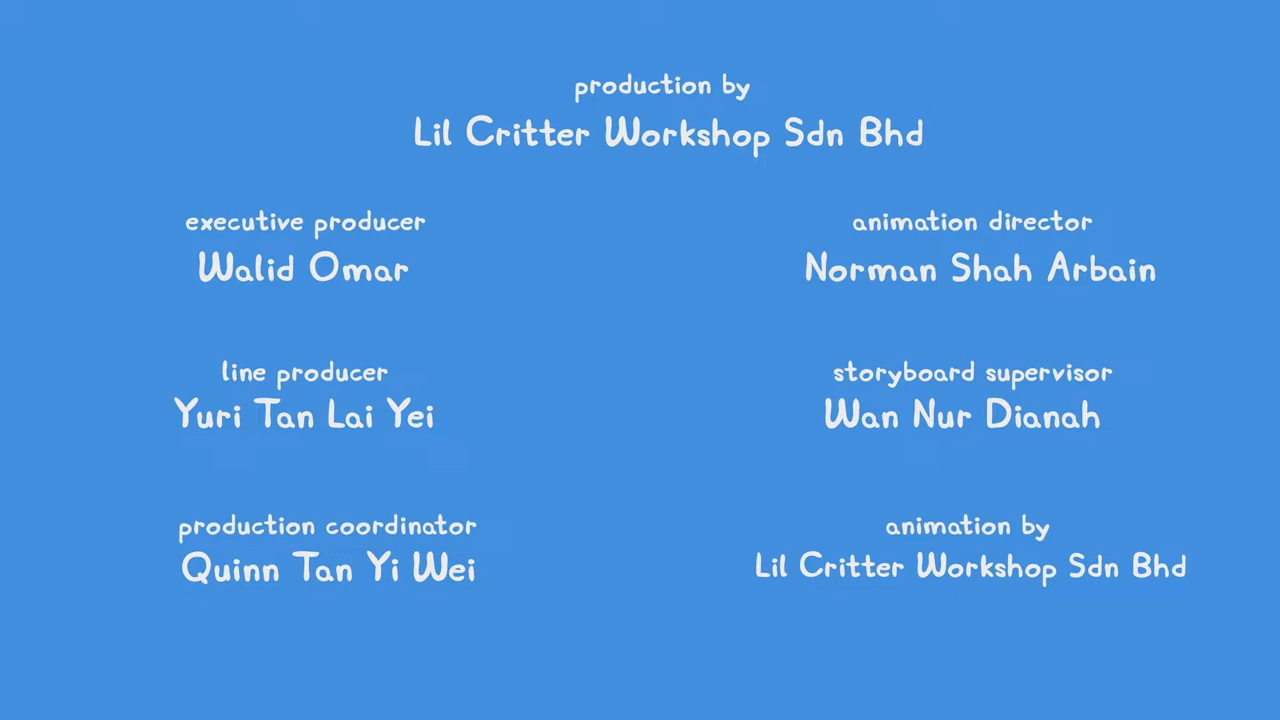 production by
Lil Critter Workshop Sdn Bhd
executive producer
Walid Omar
animation director
Norman Shah Arbain
line producer
Yuri Tan Lai Yei
storyboard supervisor
Wan Nur Dianah
production coordinator
Quinn Tan Yi Wei
animation by
Lil Critter Workshop Sdn Bhd